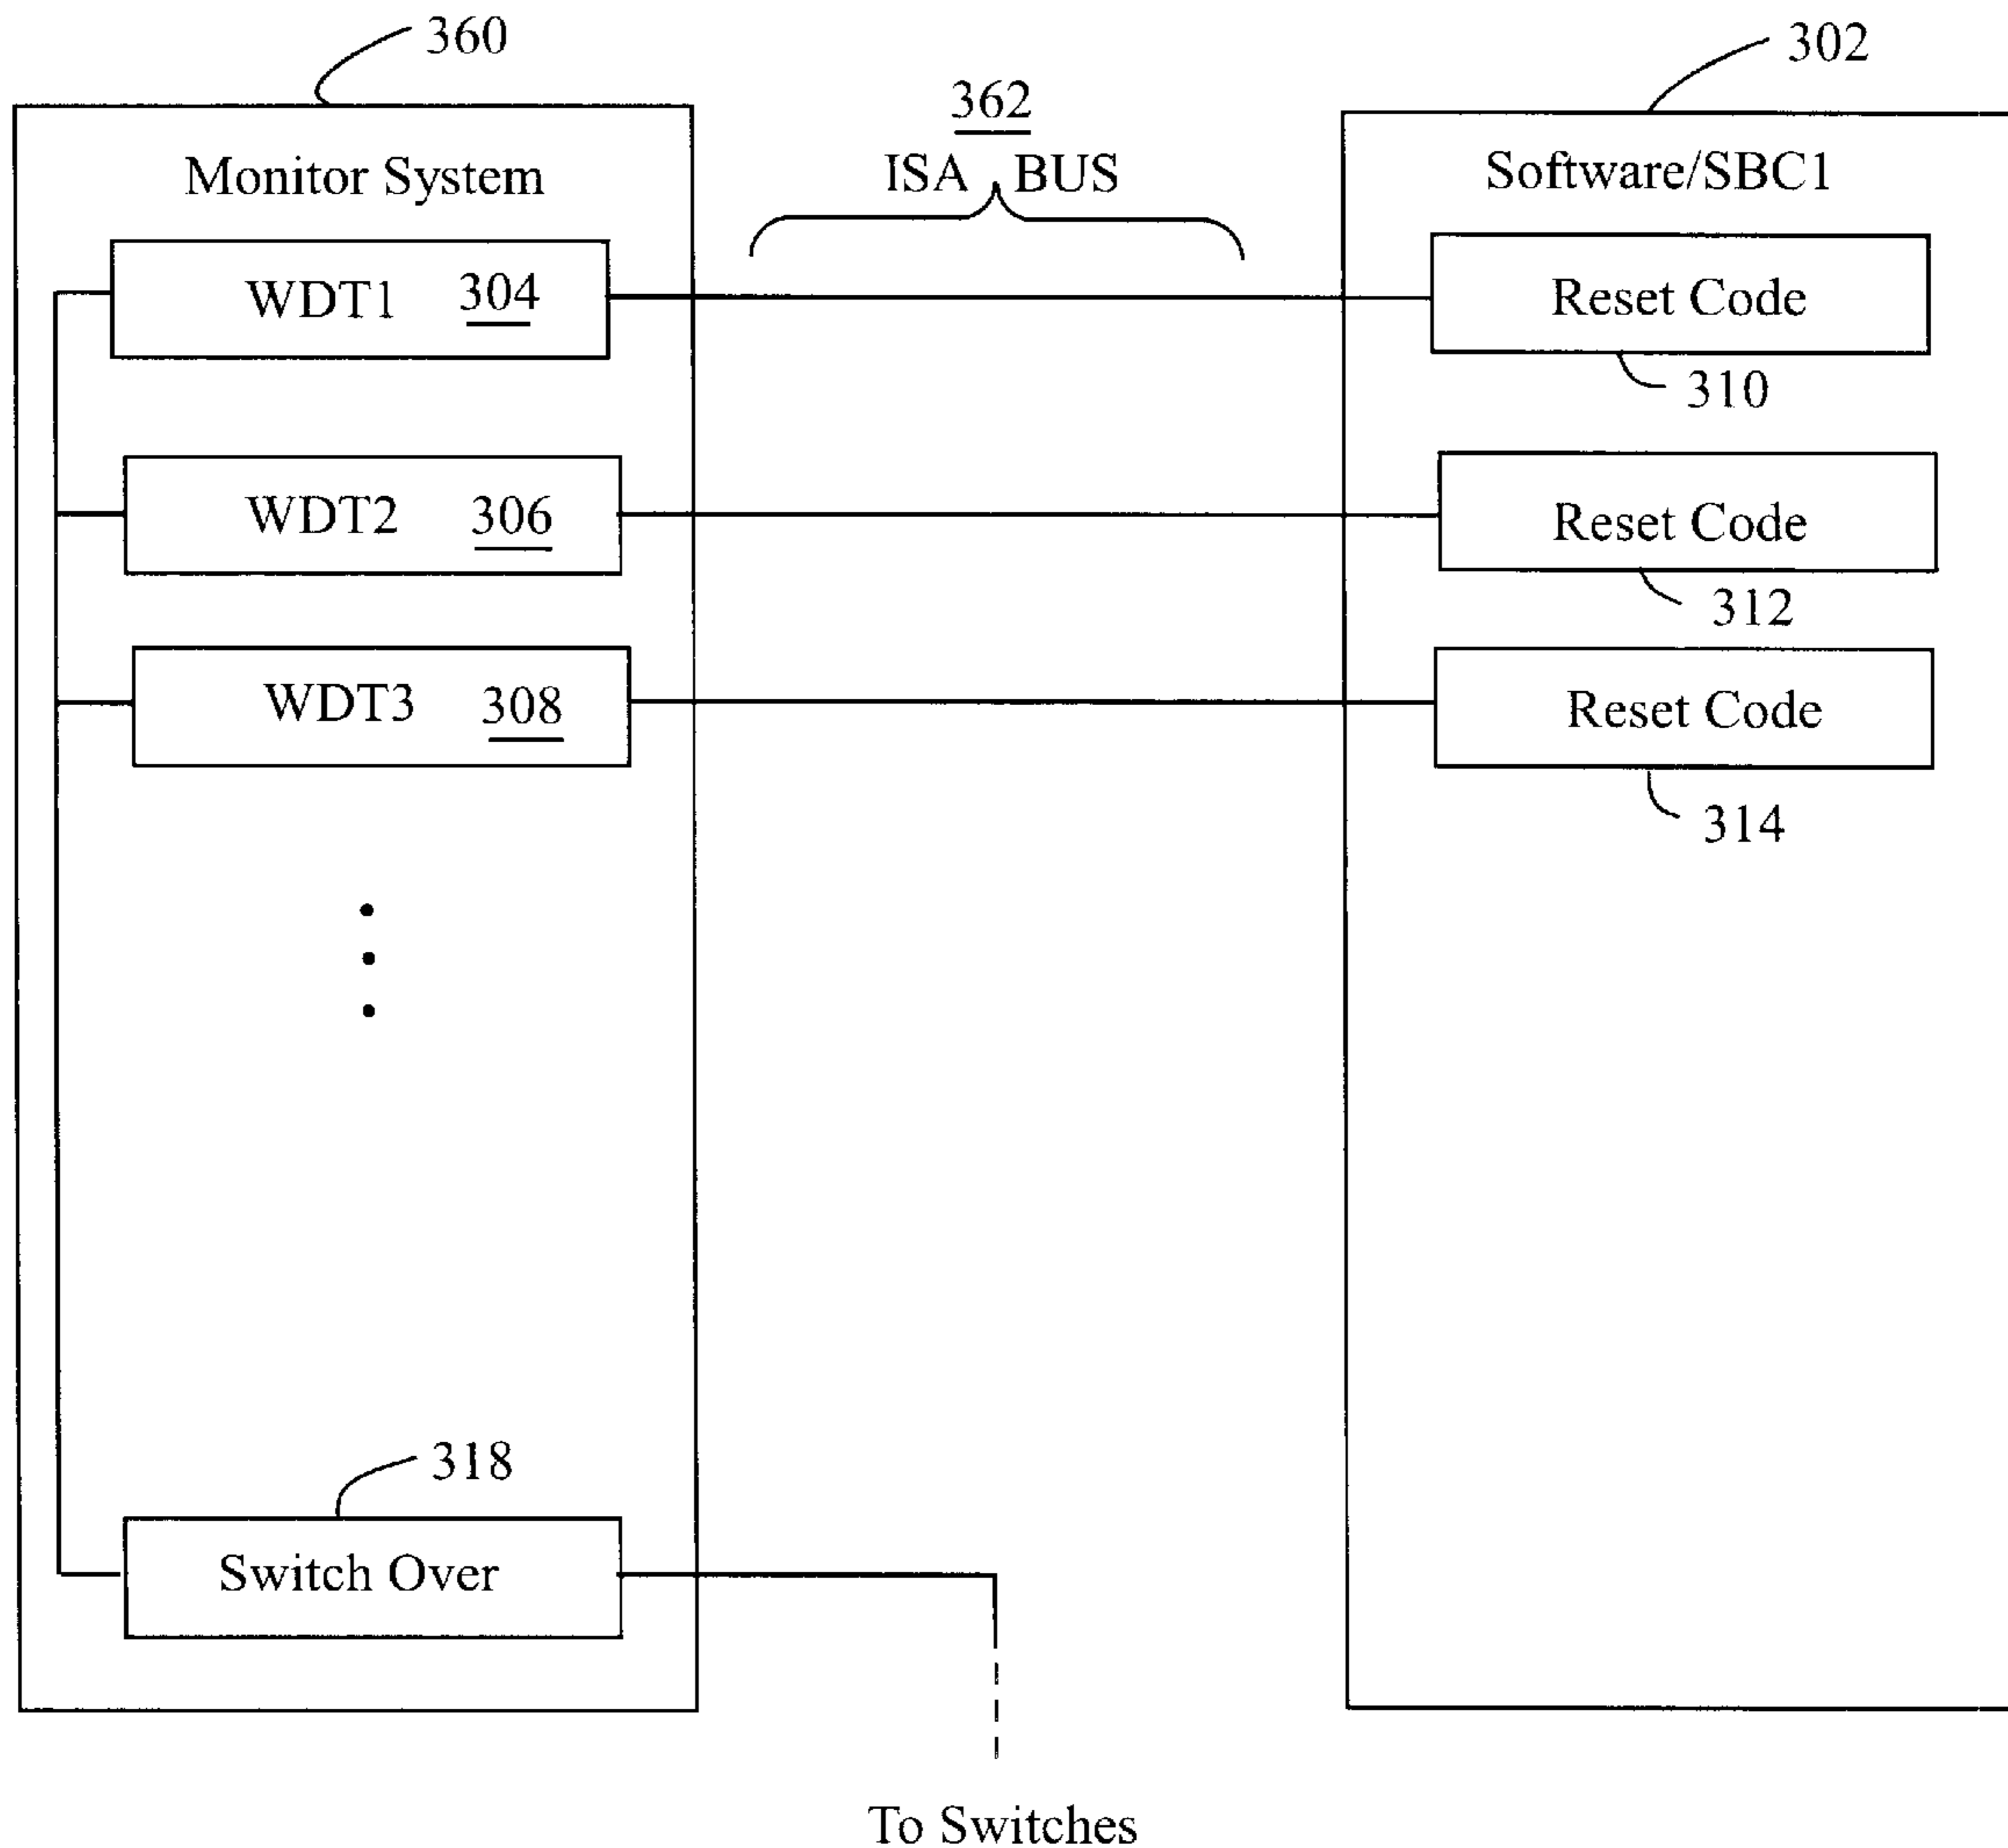 360
302
362
ISA BUS
Monitor System
Software/SBC1
WDT1 304
Reset Code
310
WDT2 306
Reset Code
312
WDT3 308
Reset Code
314
318
Switch Over
To Switches